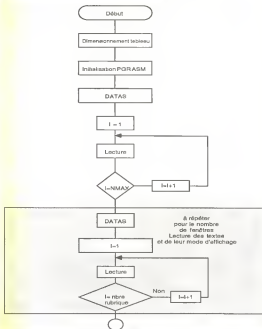 Début
Dimensionnement tableau
Initialisation PGRASM
DATAS
I = 1
Lecture
I=NMAX
I=I+1
DATAS
à répéter
pour le nombre
de fenêtres
Lecture des textes
et de leur mode d'affichage
I=1
Lecture
I= nbre
rubrique
Non
I=I+1